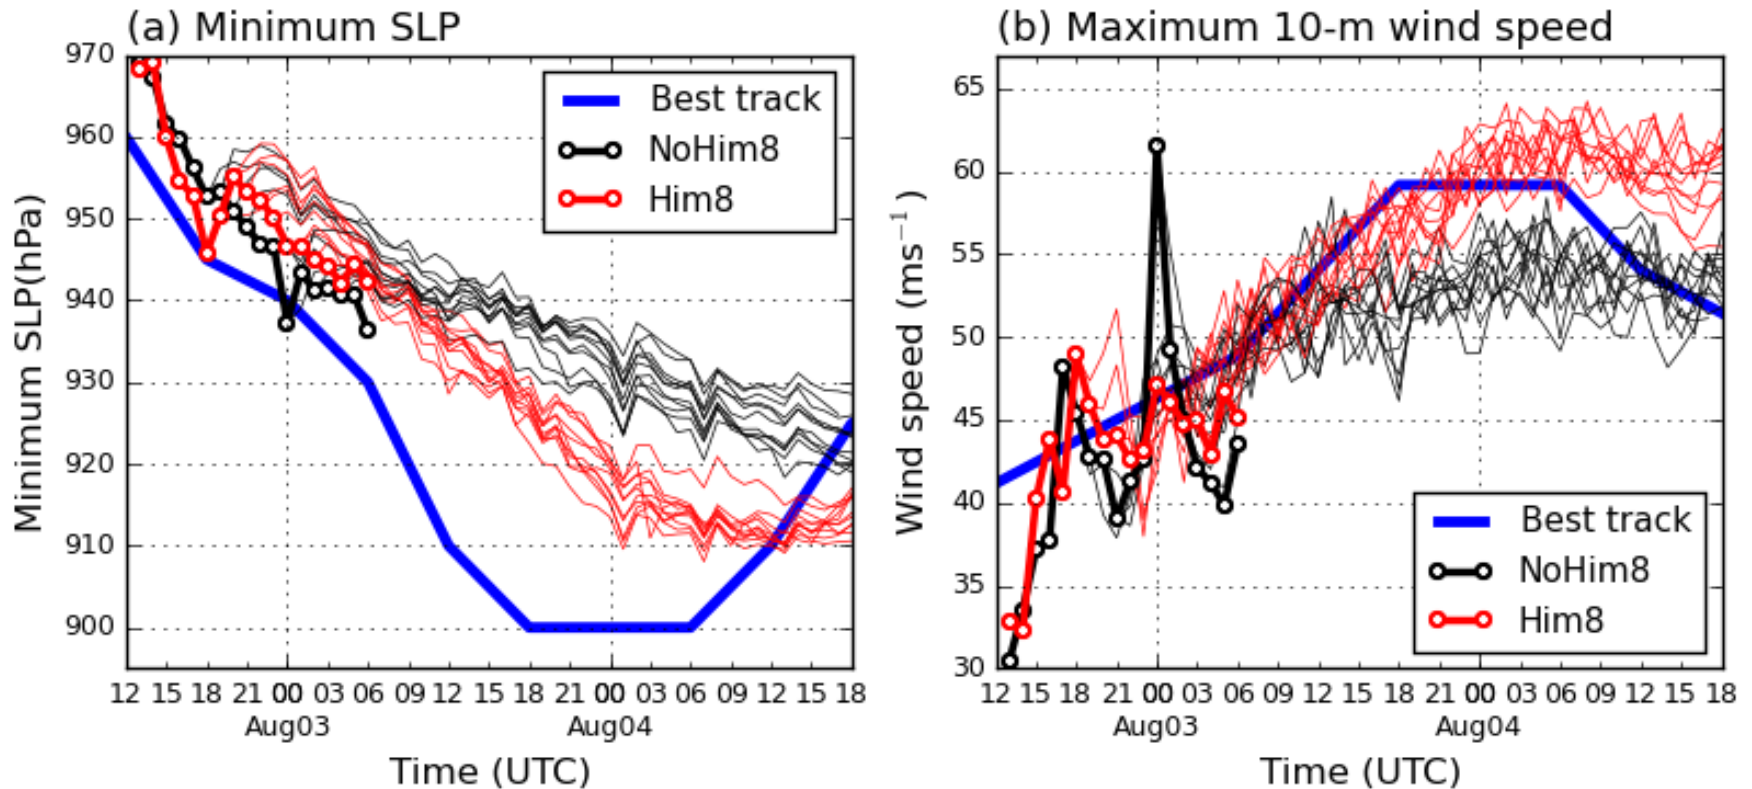 (a) Minimum SLP
970
960
950
940
930
920
910
900
Minimum SLP(hPa)
Best track
NoHim8
Him8
12 15 18 21 00 03 06 09 12 15 18 21 00 03 06 09 12 15 18
Aug03 Aug04
Time (UTC)
(b) Maximum 10-m wind speed
65
60
55
50
45
40
35
30
Wind speed (ms⁻¹)
Best track
NoHim8
Him8
12 15 18 21 00 03 06 09 12 15 18 21 00 03 06 09 12 15 18
Aug03 Aug04
Time (UTC)